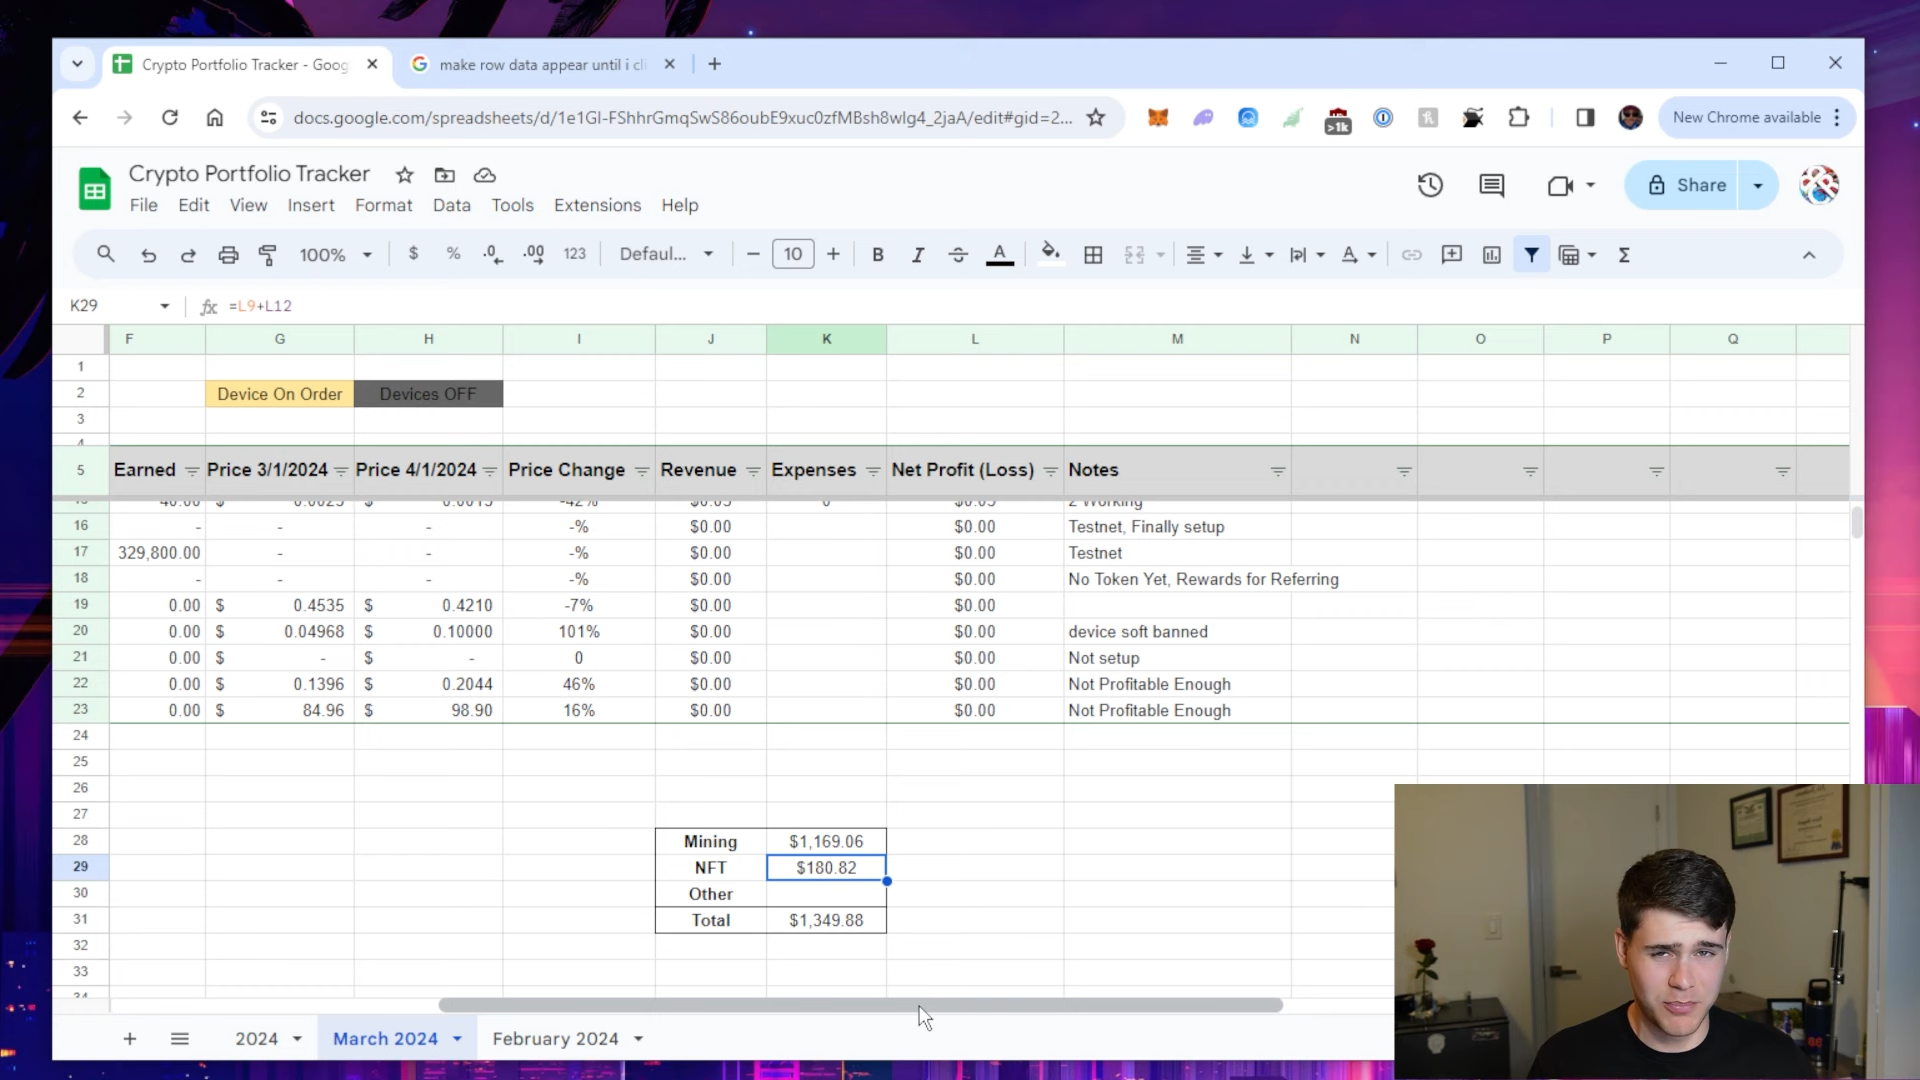 Crypto Portfolio Tracker - Goog
make row data appear until i cli
docs.google.com/spreadsheets/d/1e1Gl-FShhrGmqSwS86oubE9xuc0zfMBsh8wlg4_2jaA/edit#gid=2...
>1k
New Chrome available
Crypto Portfolio Tracker
File Edit View Insert Format Data Tools Extensions Help
Share
100% $ % .0 .00 123 Defaul... 10 B I A Σ
K29 fx =L9+L12
F G H I J K L M N O P Q
1
2 Device On Order Devices OFF
3
4
5 Earned Price 3/1/2024 Price 4/1/2024 Price Change Revenue Expenses Net Profit (Loss) Notes
16 - - - -% $0.00 $0.00 Testnet, Finally setup
17 329,800.00 - - -% $0.00 $0.00 Testnet
18 - - - -% $0.00 $0.00 No Token Yet, Rewards for Referring
19 0.00 $ 0.4535 $ 0.4210 -7% $0.00 $0.00
20 0.00 $ 0.04968 $ 0.10000 101% $0.00 $0.00 device soft banned
21 0.00 $ - $ - 0 $0.00 $0.00 Not setup
22 0.00 $ 0.1396 $ 0.2044 46% $0.00 $0.00 Not Profitable Enough
23 0.00 $ 84.96 $ 98.90 16% $0.00 $0.00 Not Profitable Enough
24
25
26
27
28 Mining $1,169.06
29 NFT $180.82
30 Other
31 Total $1,349.88
32
33
34
2024 March 2024 February 2024